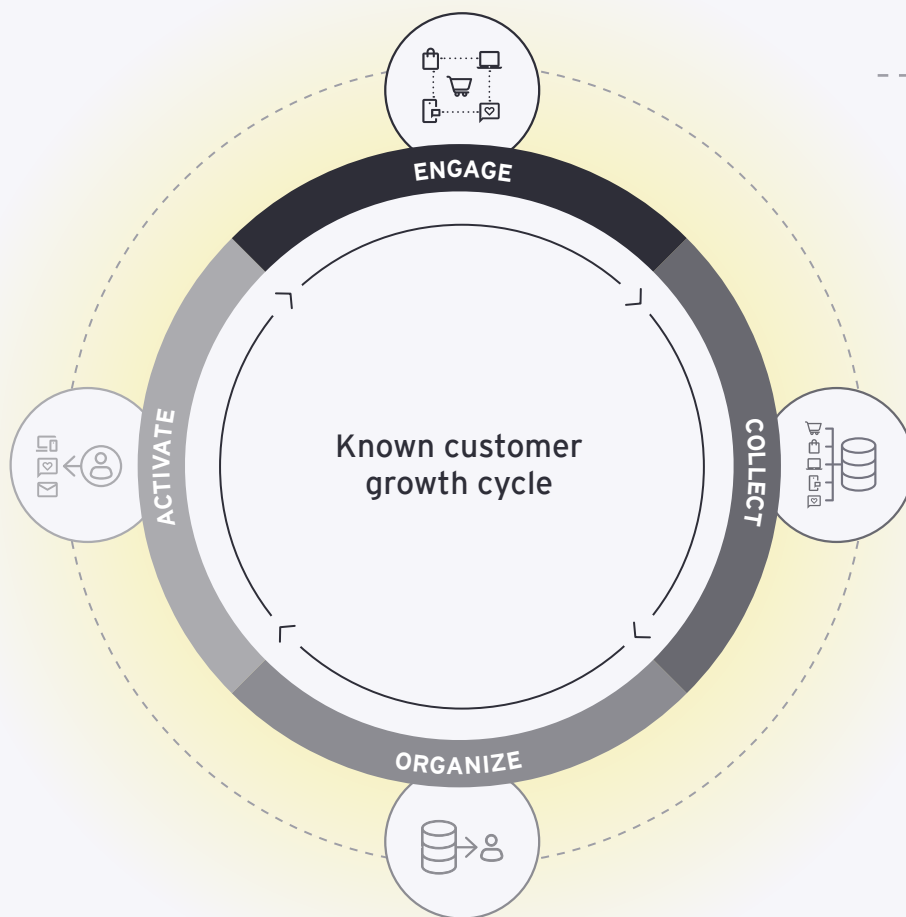 ENGAGE
COLLECT
ORGANIZE
ACTIVATE
Known customer
growth cycle